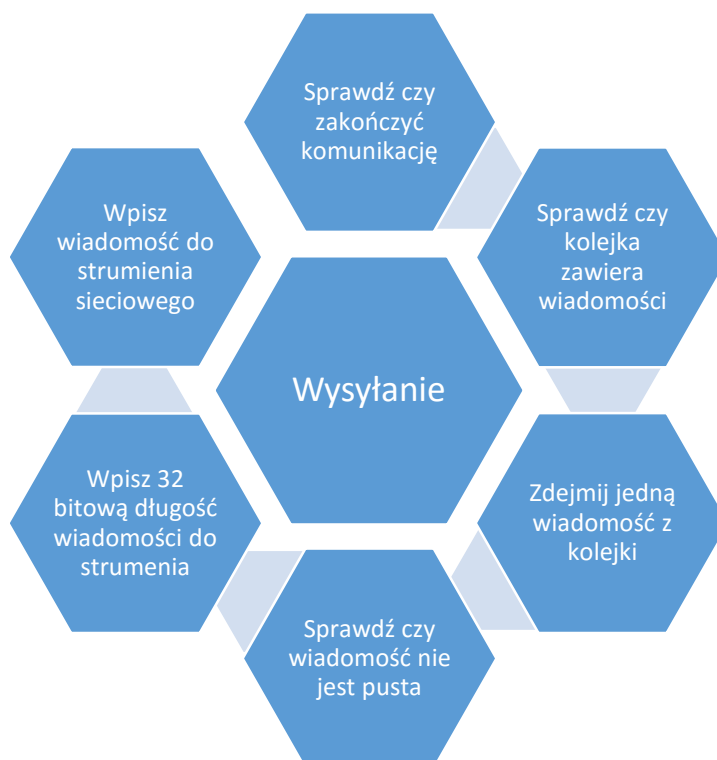 Sprawdź czy
zakończyć
komunikację
Sprawdź czy
kolejka
zawiera
wiadomości
Zdejmij jedną
wiadomość z
kolejki
Sprawdź czy
wiadomość nie
jest pusta
Wpisz 32
bitową długość
wiadomości do
strumenia
Wpisz
wiadomość do
strumienia
sieciowego
Wysyłanie